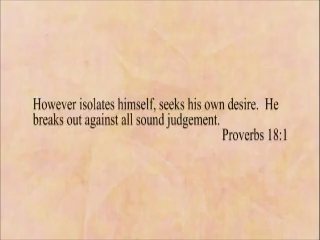 However isolates himself, seeks his own desire.  He
breaks out against all sound judgement.
Proverbs 18:1